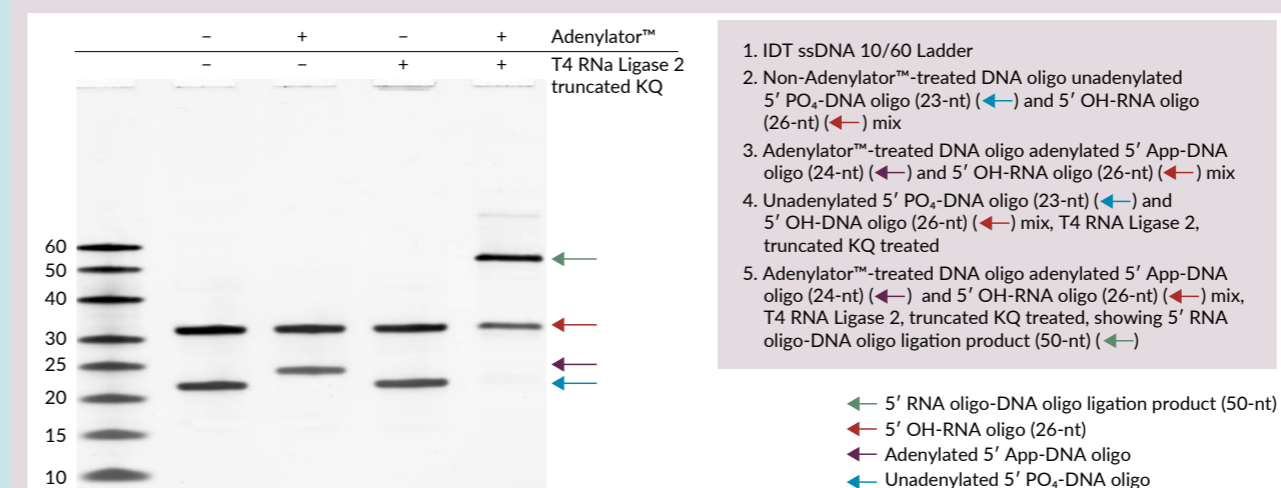 − + − + Adenylator™
− − + + T4 RNa Ligase 2
truncated KQ
60
50
40
30
25
20
15
10
1. IDT ssDNA 10/60 Ladder
2. Non-Adenylator™-treated DNA oligo unadenylated
5′ PO₄-DNA oligo (23-nt) (←) and 5′ OH-RNA oligo
(26-nt) (←) mix
3. Adenylator™-treated DNA oligo adenylated 5′ App-DNA
oligo (24-nt) (←) and 5′ OH-RNA oligo (26-nt) (←) mix
4. Unadenylated 5′ PO₄-DNA oligo (23-nt) (←) and
5′ OH-DNA oligo (26-nt) (←) mix, T4 RNA Ligase 2,
truncated KQ treated
5. Adenylator™-treated DNA oligo adenylated 5′ App-DNA
oligo (24-nt) (←) and 5′ OH-RNA oligo (26-nt) (←) mix,
T4 RNA Ligase 2, truncated KQ treated, showing 5′ RNA
oligo-DNA oligo ligation product (50-nt) (←)
← 5′ RNA oligo-DNA oligo ligation product (50-nt)
← 5′ OH-RNA oligo (26-nt)
← Adenylated 5′ App-DNA oligo
← Unadenylated 5′ PO₄-DNA oligo